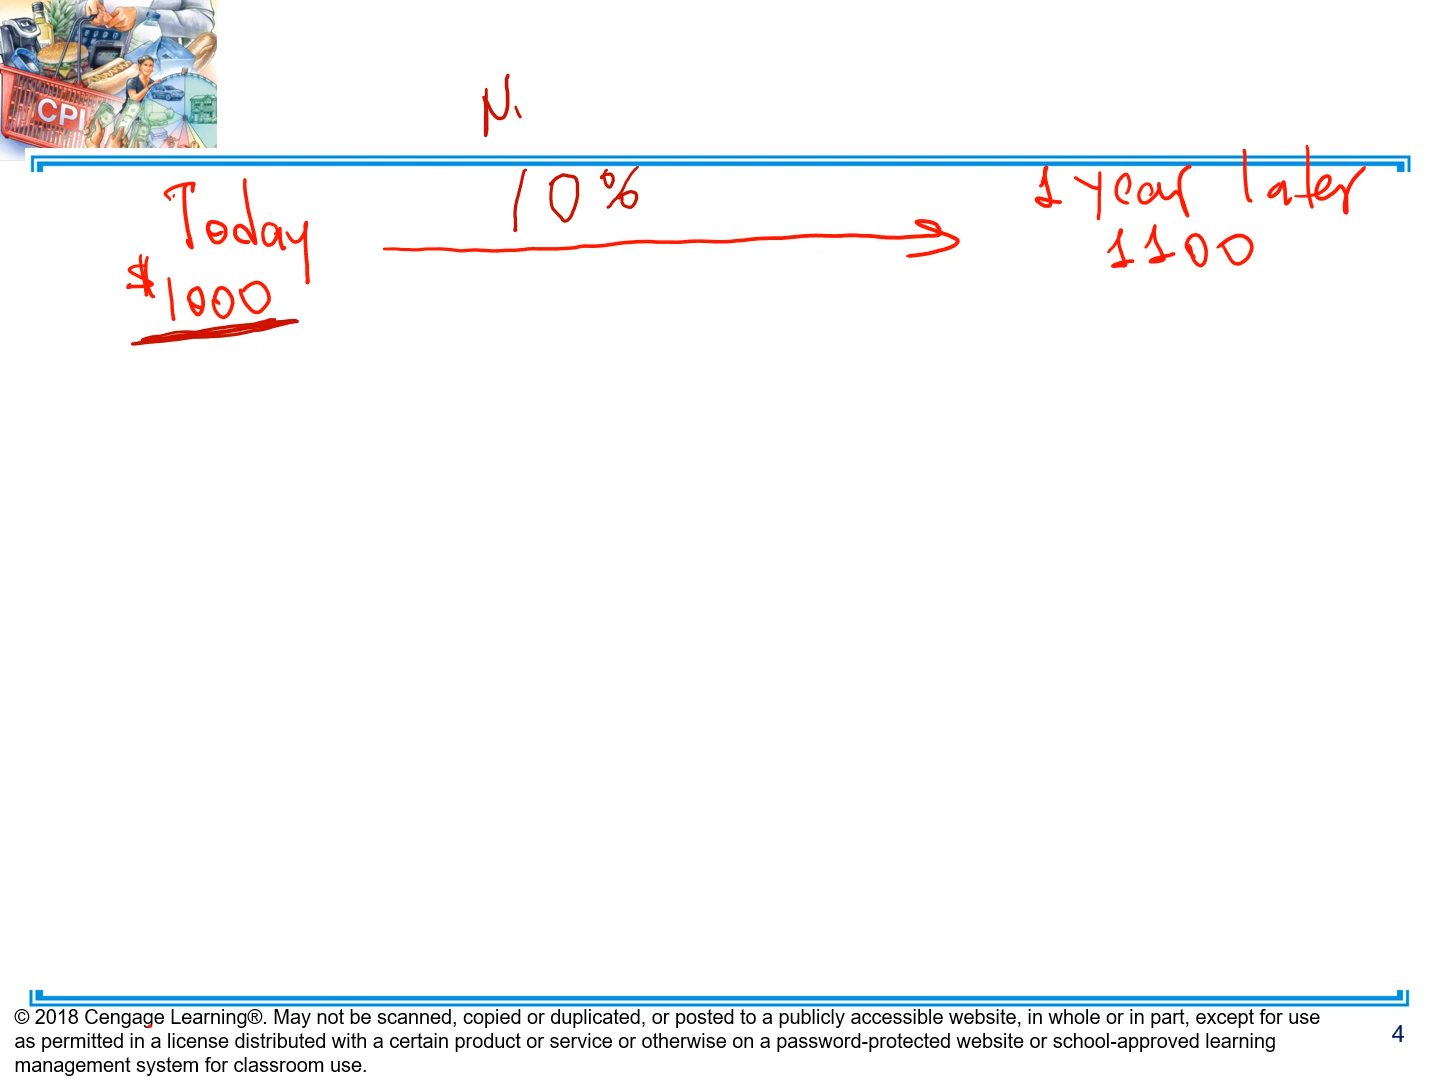 CPI
N.
10%
Today
1 year later
$1000
1100
© 2018 Cengage Learning®. May not be scanned, copied or duplicated, or posted to a publicly accessible website, in whole or in part, except for use
as permitted in a license distributed with a certain product or service or otherwise on a password-protected website or school-approved learning
management system for classroom use.
4